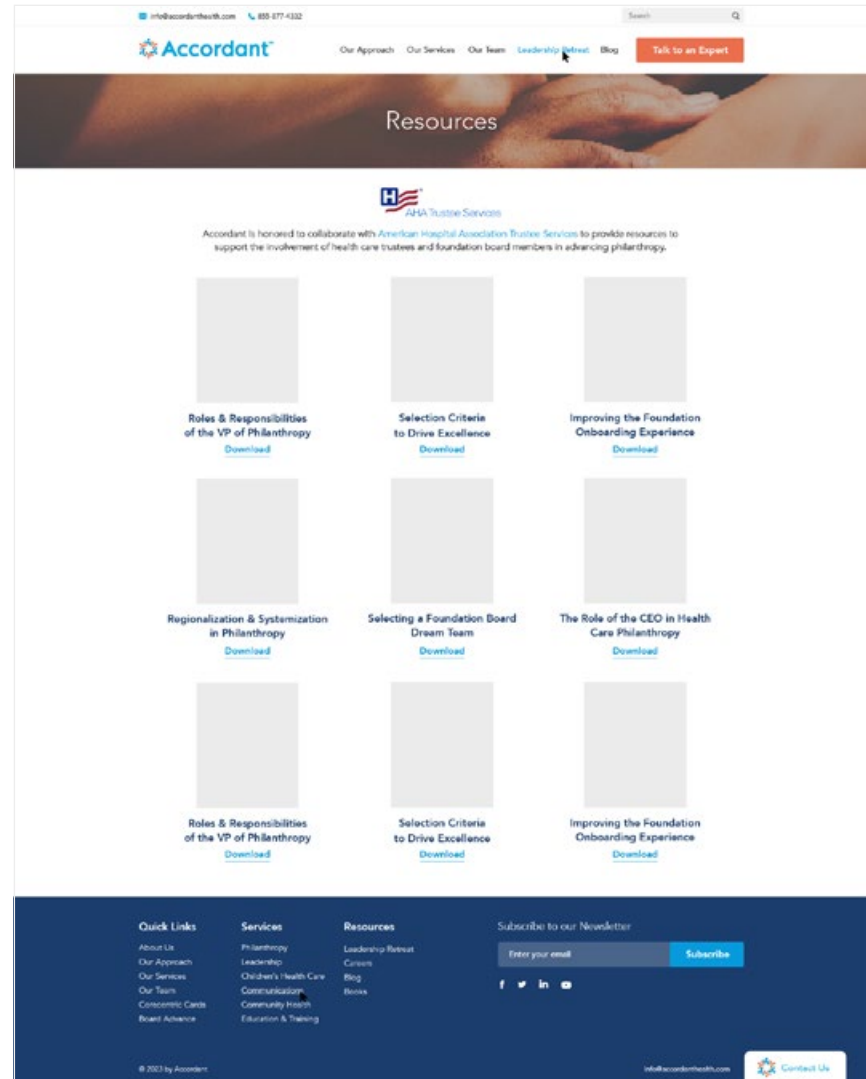 info@accordanthealth.com 855-877-4332 Search
Accordant™
Our Approach Our Services Our Team Leadership Retreat Blog Talk to an Expert
Resources
H
AHA Trustee Services
Accordant is honored to collaborate with American Hospital Association Trustee Services to provide resources to
support the involvement of health care trustees and foundation board members in advancing philanthropy.
Roles & Responsibilities
of the VP of Philanthropy
Download
Selection Criteria
to Drive Excellence
Download
Improving the Foundation
Onboarding Experience
Download
Regionalization & Systemization
in Philanthropy
Download
Selecting a Foundation Board
Dream Team
Download
The Role of the CEO in Health
Care Philanthropy
Download
Roles & Responsibilities
of the VP of Philanthropy
Download
Selection Criteria
to Drive Excellence
Download
Improving the Foundation
Onboarding Experience
Download
Quick Links
About Us
Our Approach
Our Services
Our Team
Concentric Cards
Board Advance
Services
Philanthropy
Leadership
Children's Health Care
Communications
Community Health
Education & Training
Resources
Leadership Retreat
Careers
Blog
Books
Subscribe to our Newsletter
Enter your email Subscribe
© 2023 by Accordant
info@accordanthealth.com
Contact Us